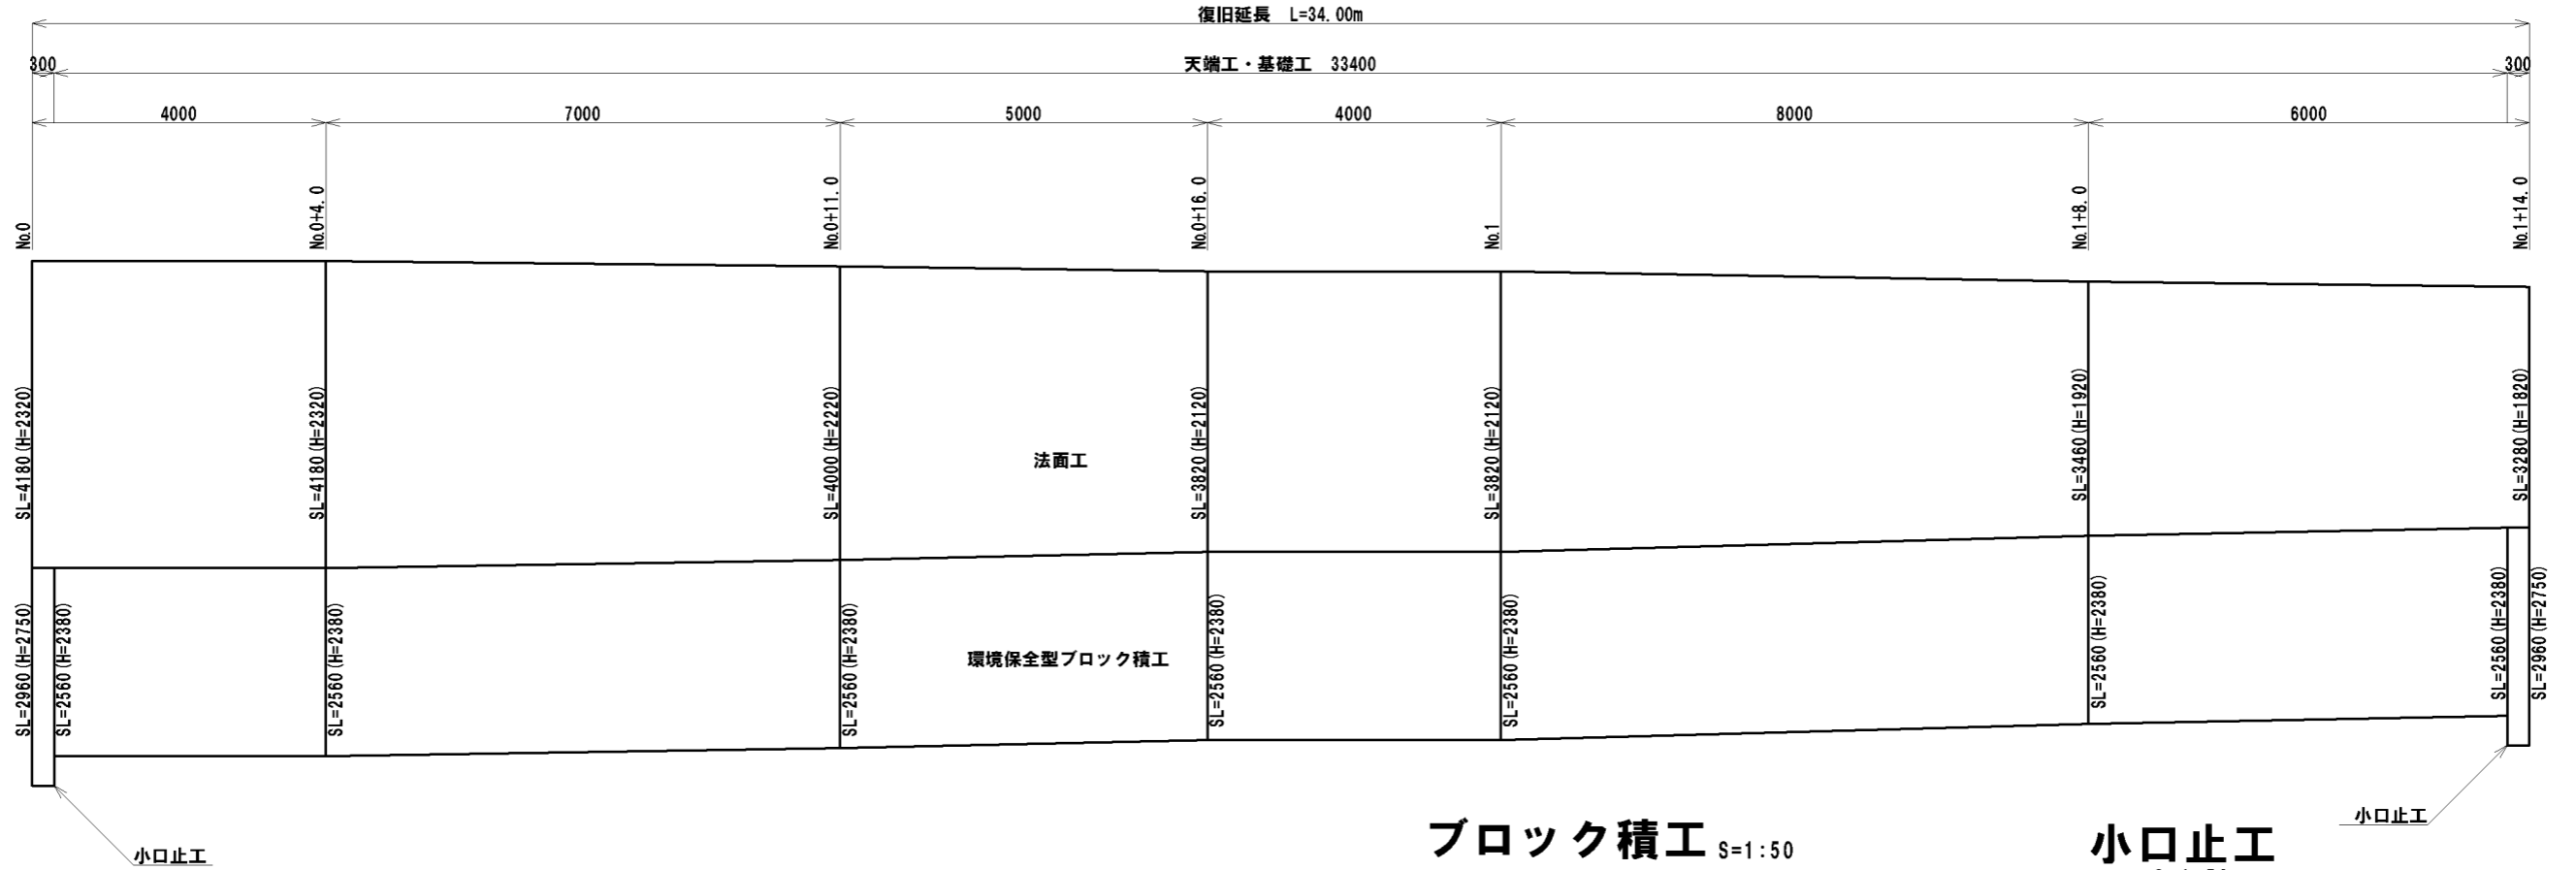 復旧延長 L=34.00m
300 天端工・基礎工 33400 300
4000 7000 5000 4000 8000 6000
No.0 No.0+4.0 No.0+11.0 No.0+16.0 No.1 No.1+8.0 No.1+14.0
SL=4180(H=2320) SL=4180(H=2320) SL=4000(H=2220) SL=3820(H=2120) SL=3820(H=2120) SL=3460(H=1920) SL=3280(H=1820)
法面工
SL=2960(H=2750) SL=2560(H=2380) SL=2560(H=2380) SL=2560(H=2380) SL=2560(H=2380) SL=2560(H=2380) SL=2560(H=2380) SL=2560(H=2380) SL=2960(H=2750)
環境保全型ブロック積工
小口止工
小口止工
ブロック積工 S=1:50
小口止工